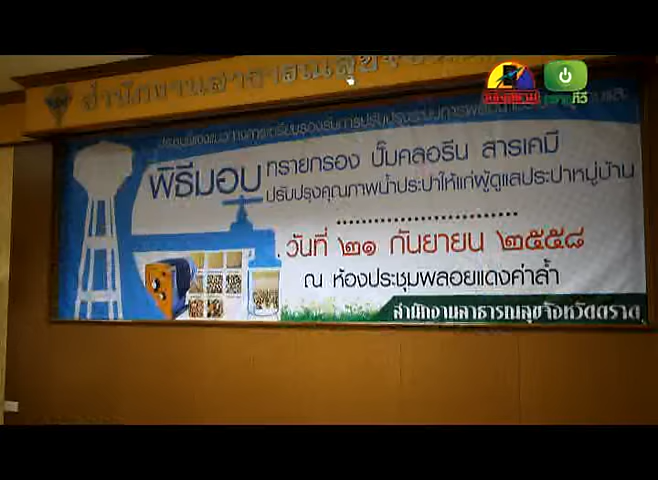 สำนักงานสาธารณสุข
พิธีมอบ ทรายกรอง ปั๊มคลอรีน สารเคมี
ปรับปรุงคุณภาพน้ำประปาให้แก่ผู้ดูแลประปาหมู่บ้าน
วันที่ ๒๑ กันยายน ๒๕๕๘
ณ ห้องประชุมพลอยแดงค่าล้ำ
สำนักงานสาธารณสุขจังหวัดตราด